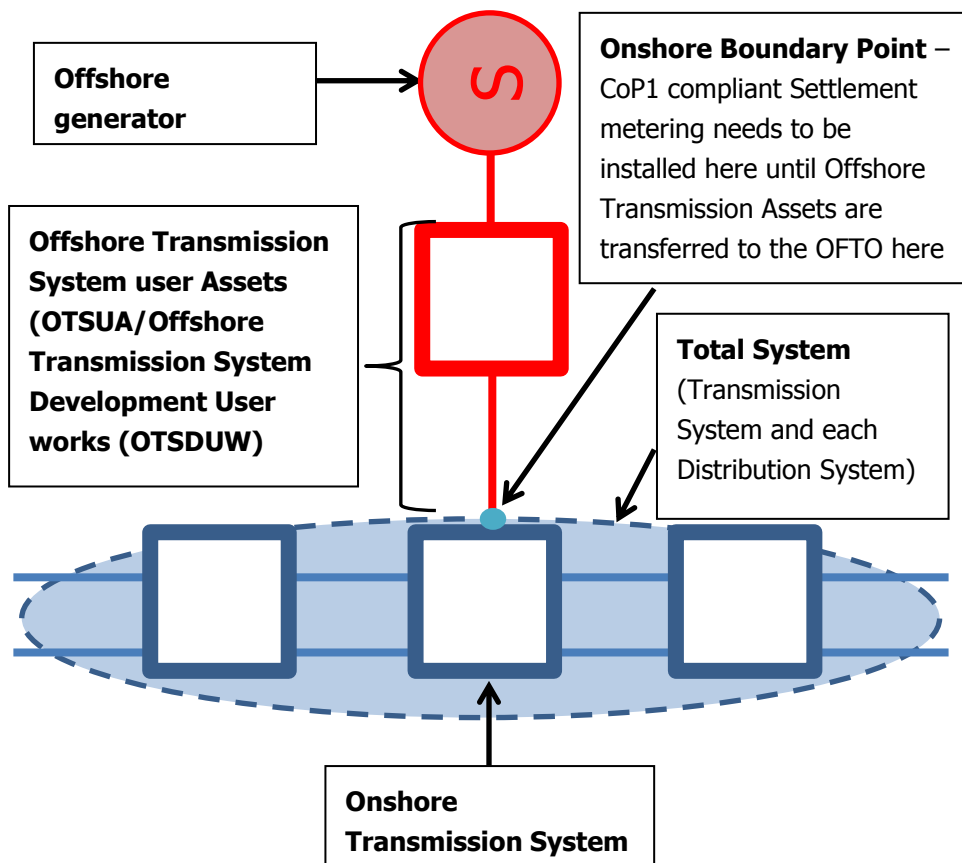 Offshore
generator
S
Onshore Boundary Point –
CoP1 compliant Settlement
metering needs to be
installed here until Offshore
Transmission Assets are
transferred to the OFTO here
Offshore Transmission
System user Assets
(OTSUA/Offshore
Transmission System
Development User
works (OTSDUW)
Total System
(Transmission
System and each
Distribution System)
Onshore
Transmission System